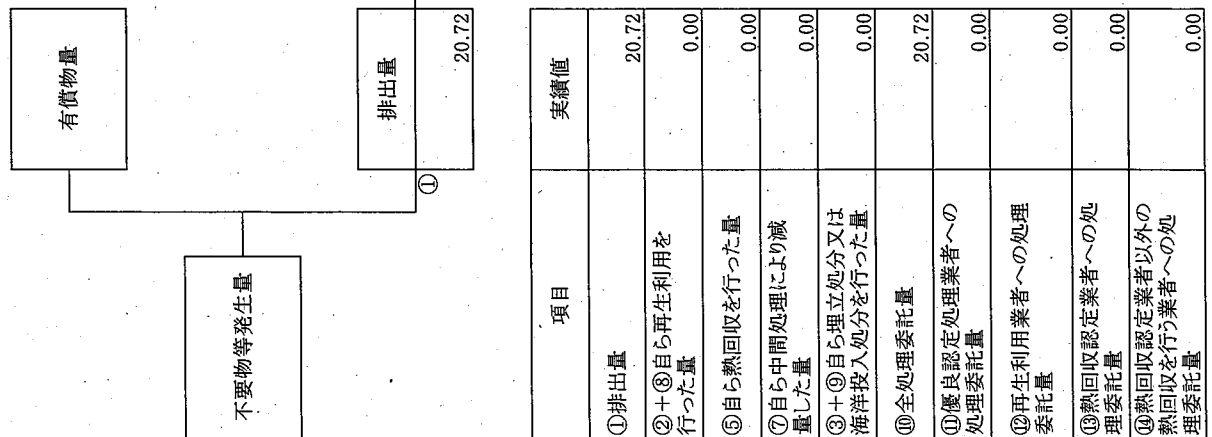 有償物量
不要物等発生量
①
排出量
20.72
項目
実績値
①排出量
20.72
②+⑧自ら再生利用を
行った量
0.00
⑤自ら熱回収を行った量
0.00
⑦自ら中間処理により減
量した量
0.00
③+⑨自ら埋立処分又は
海洋投入処分を行った量
0.00
⑩全処理委託量
20.72
⑪優良認定処理業者への
処理委託量
0.00
⑫再生利用業者への処理
委託量
0.00
⑬熱回収認定業者への処
理委託量
0.00
⑭熱回収認定業者以外の
熱回収を行う業者への処
理委託量
0.00